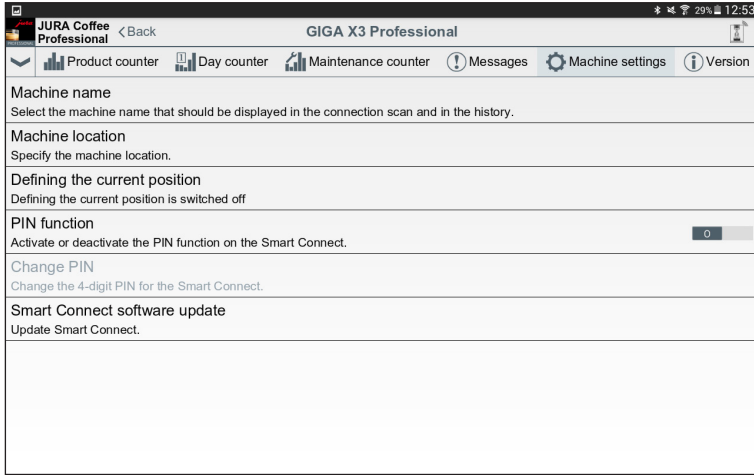 29% 12:53
JURA Coffee
Professional
<Back
GIGA X3 Professional
Product counter
1
Day counter
Maintenance counter
Messages
Machine settings
Version
Machine name
Select the machine name that should be displayed in the connection scan and in the history.
Machine location
Specify the machine location.
Defining the current position
Defining the current position is switched off
PIN function
Activate or deactivate the PIN function on the Smart Connect.
O
Change PIN
Change the 4-digit PIN for the Smart Connect.
Smart Connect software update
Update Smart Connect.